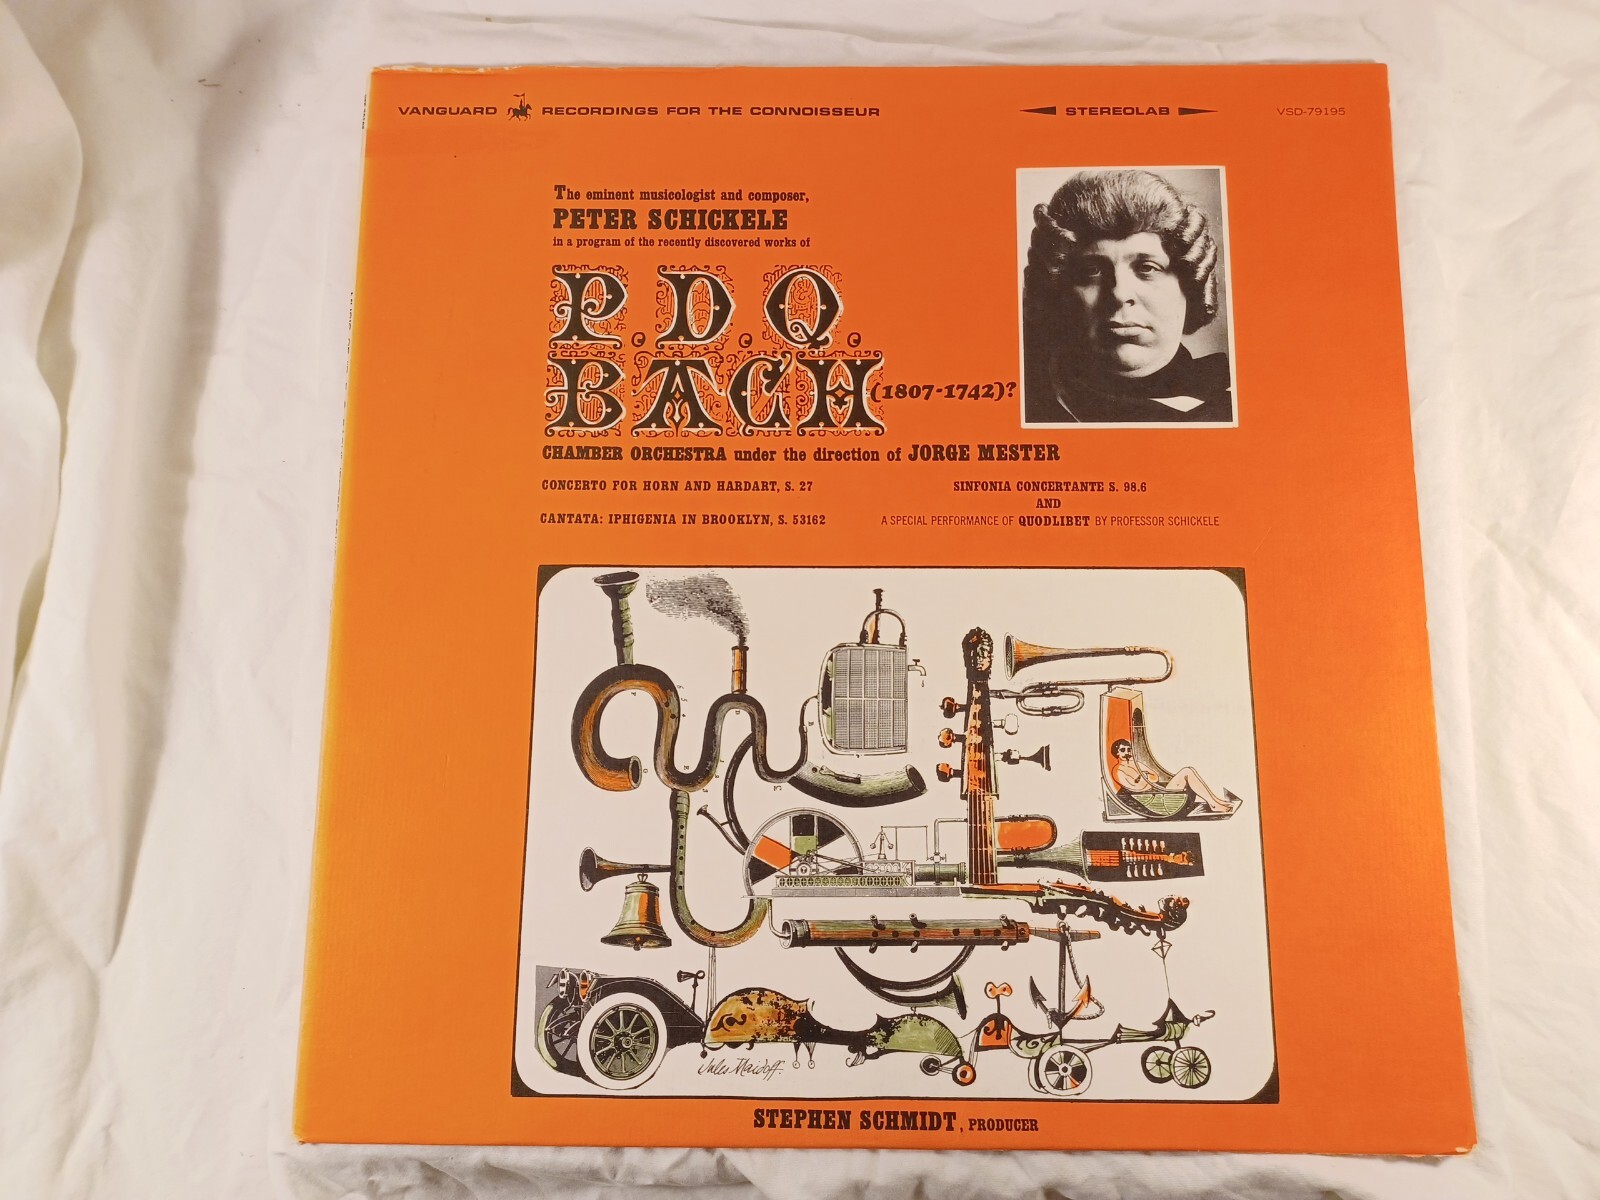 VANGUARD RECORDINGS FOR THE CONNOISSEUR
STEREOLAB
VSD-79195
The eminent musicologist and composer,
PETER SCHICKELE
in a program of the recently discovered works of
P.D.Q.
BACH (1807-1742)?
CHAMBER ORCHESTRA under the direction of JORGE MESTER
CONCERTO FOR HORN AND HARDART, S. 27
CANTATA: IPHIGENIA IN BROOKLYN, S. 53162
SINFONIA CONCERTANTE S. 98.6
AND
A SPECIAL PERFORMANCE OF QUODLIBET BY PROFESSOR SCHICKELE
Jules Maidoff.
STEPHEN SCHMIDT, PRODUCER